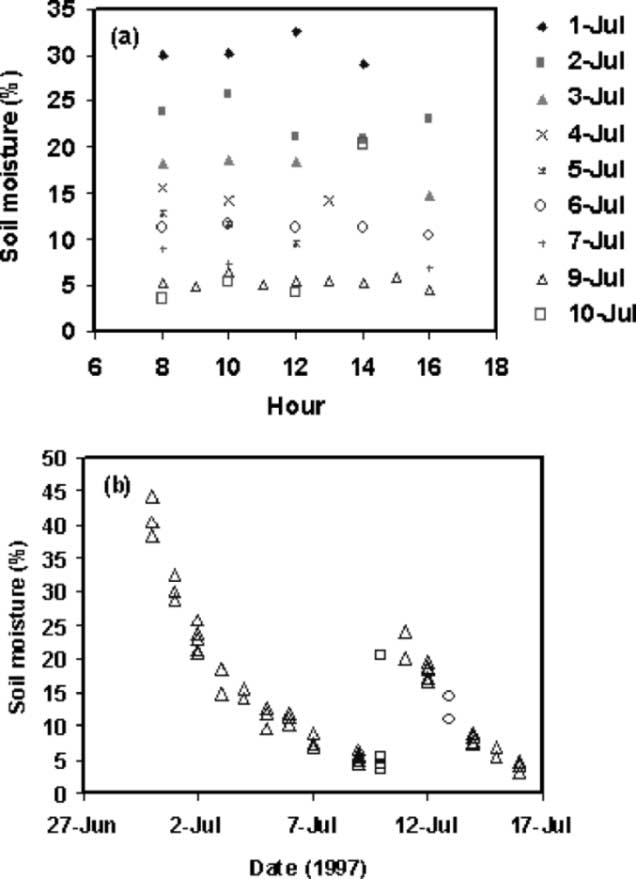 35
30
25
20
15
10
5
0
(a)
Soil moisture (%)
6 8 10 12 14 16 18
Hour
1-Jul
2-Jul
3-Jul
4-Jul
5-Jul
6-Jul
7-Jul
9-Jul
10-Jul
50
45
40
35
30
25
20
15
10
5
0
(b)
Soil moisture (%)
27-Jun 2-Jul 7-Jul 12-Jul 17-Jul
Date (1997)